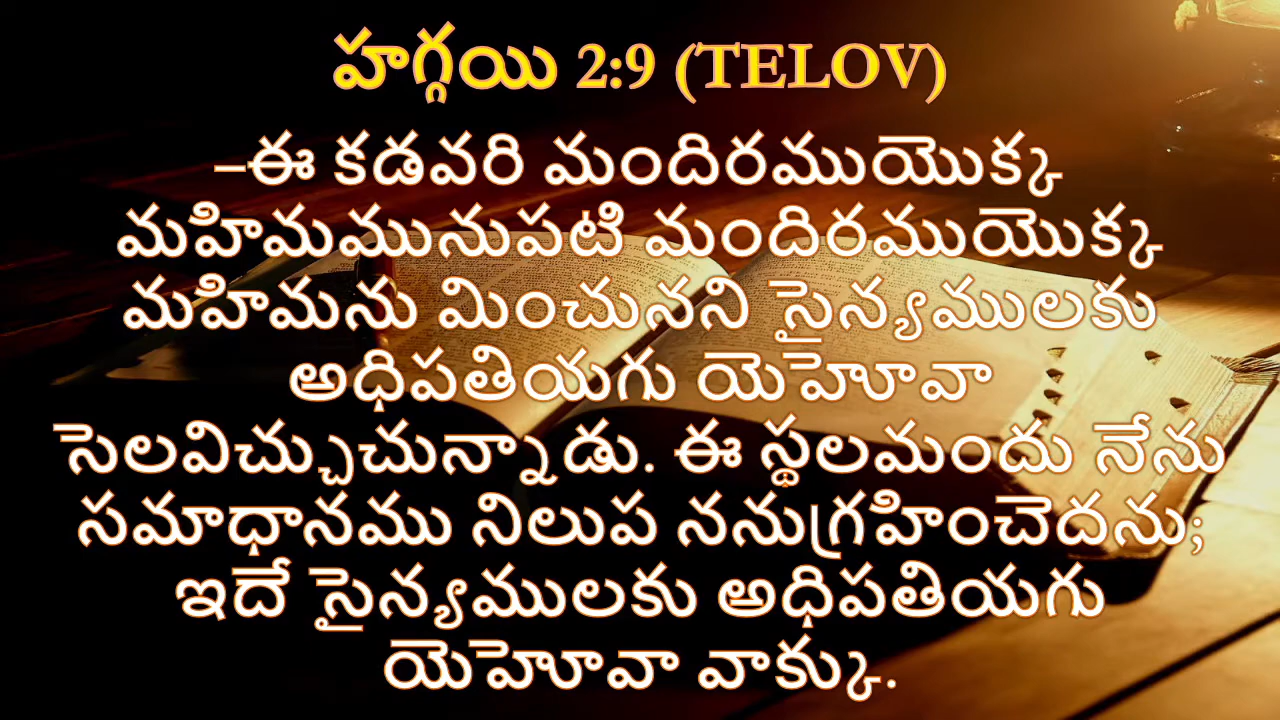 హగ్గయి 2:9 (TELOV)
–ఈ కడవరి మందిరముయొక్క
మహిమమునుపటి మందిరముయొక్క
మహిమను మించునని సైన్యములకు
అధిపతియగు యెహోవా
సెలవిచ్చుచున్నాడు. ఈ స్థలమందు నేను
సమాధానము నిలుప ననుగ్రహించెదను;
ఇదే సైన్యములకు అధిపతియగు
యెహోవా వాక్కు.